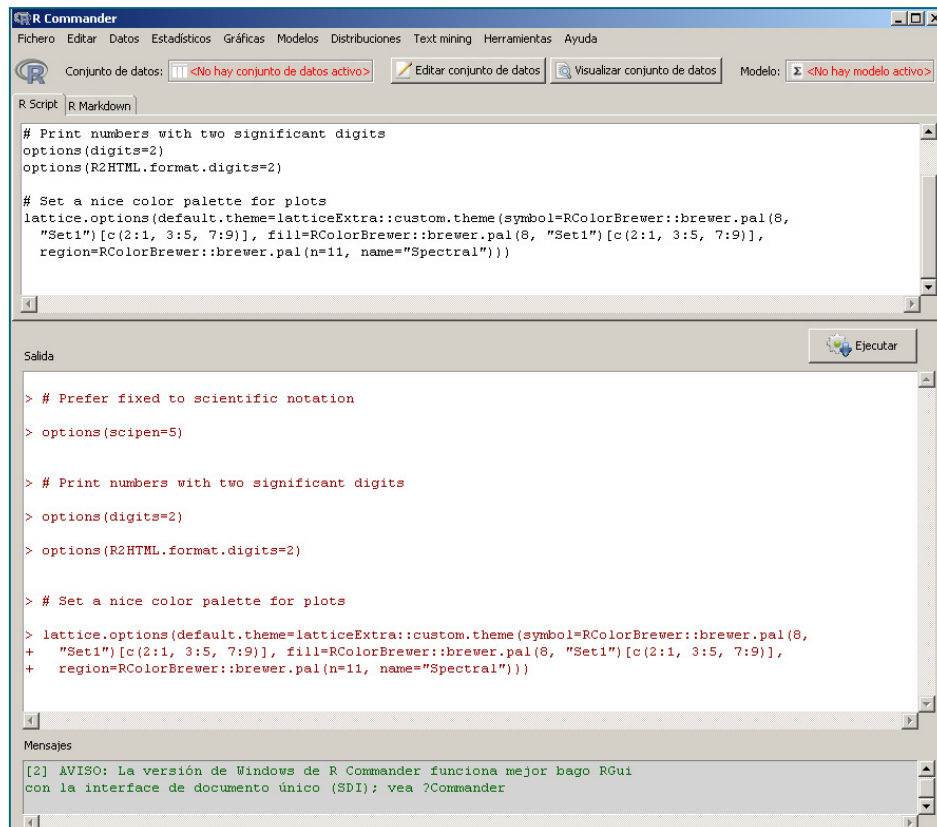 R Commander
Fichero Editar Datos Estadísticos Gráficas Modelos Distribuciones Text mining Herramientas Ayuda
R Conjunto de datos: <No hay conjunto de datos activo> Editar conjunto de datos Visualizar conjunto de datos Modelo: Σ <No hay modelo activo>
R Script R Markdown
# Print numbers with two significant digits
options(digits=2)
options(R2HTML.format.digits=2)
# Set a nice color palette for plots
lattice.options(default.theme=latticeExtra::custom.theme(symbol=RColorBrewer::brewer.pal(8,
"Set1")[c(2:1, 3:5, 7:9)], fill=RColorBrewer::brewer.pal(8, "Set1")[c(2:1, 3:5, 7:9)],
region=RColorBrewer::brewer.pal(n=11, name="Spectral")))
Ejecutar
Salida
> # Prefer fixed to scientific notation
> options(scipen=5)
> # Print numbers with two significant digits
> options(digits=2)
> options(R2HTML.format.digits=2)
> # Set a nice color palette for plots
> lattice.options(default.theme=latticeExtra::custom.theme(symbol=RColorBrewer::brewer.pal(8,
+ "Set1")[c(2:1, 3:5, 7:9)], fill=RColorBrewer::brewer.pal(8, "Set1")[c(2:1, 3:5, 7:9)],
+ region=RColorBrewer::brewer.pal(n=11, name="Spectral")))
Mensajes
[2] AVISO: La versión de Windows de R Commander funciona mejor bago RGui
con la interface de documento único (SDI); vea ?Commander